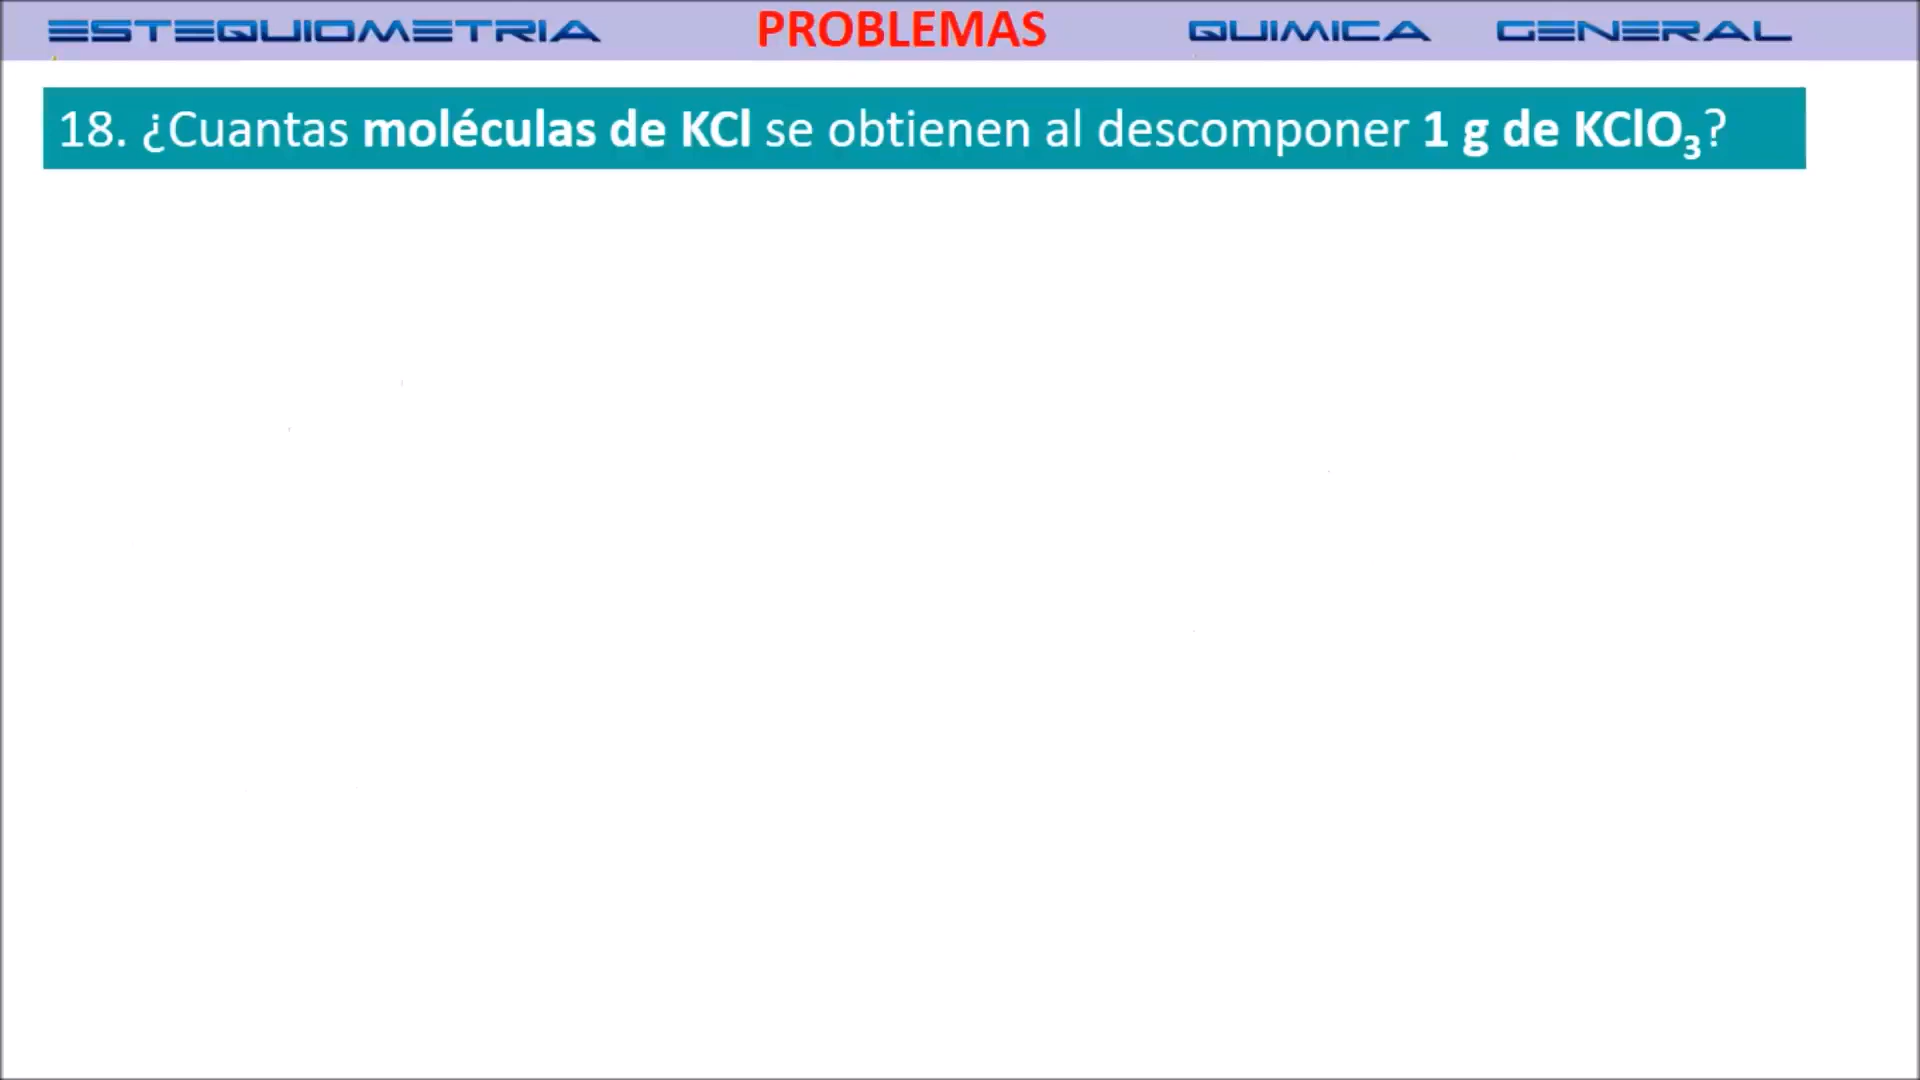 ESTEQUIOMETRIA PROBLEMAS QUIMICA GENERAL
18. ¿Cuantas moléculas de KCl se obtienen al descomponer 1 g de KClO₃?